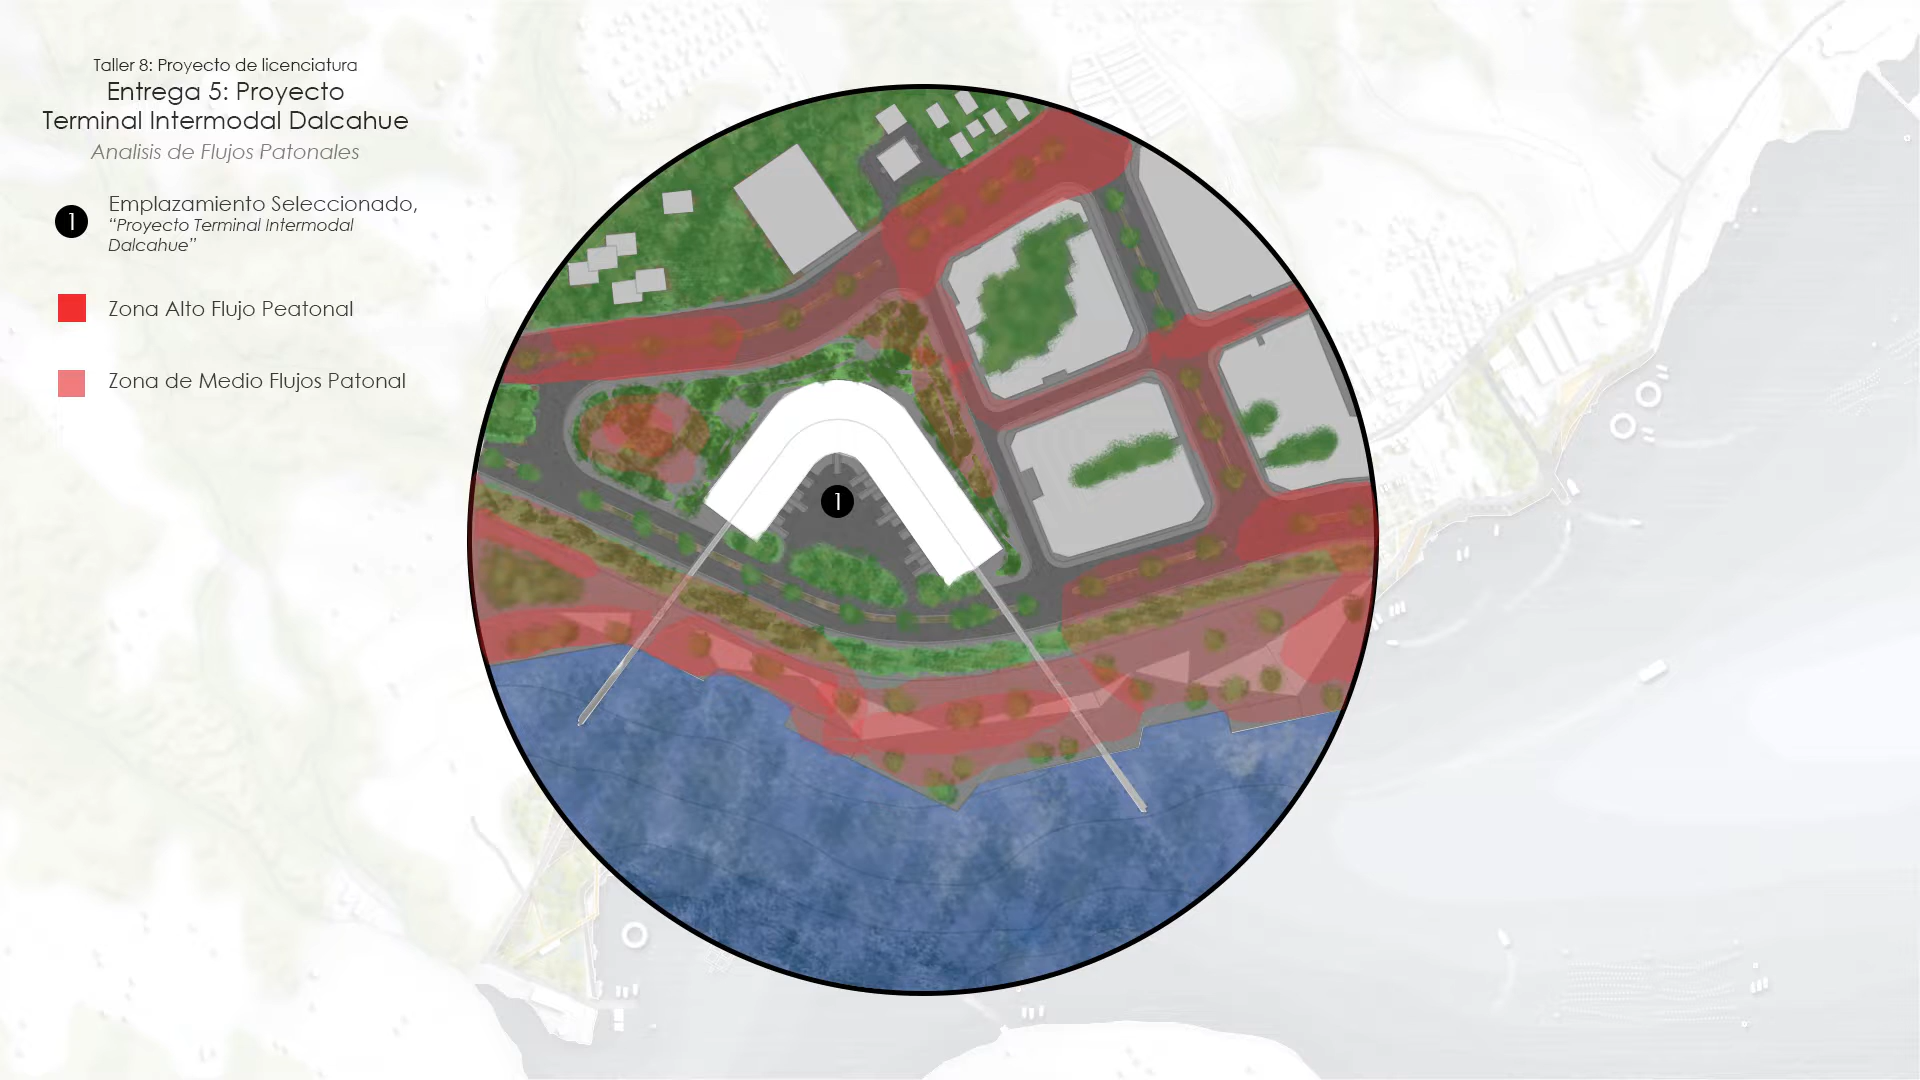 Taller 8: Proyecto de licenciatura
Entrega 5: Proyecto
Terminal Intermodal Dalcahue
Analisis de Flujos Patonales
1
Emplazamiento Seleccionado,
“Proyecto Terminal Intermodal
Dalcahue”
Zona Alto Flujo Peatonal
Zona de Medio Flujos Patonal
1